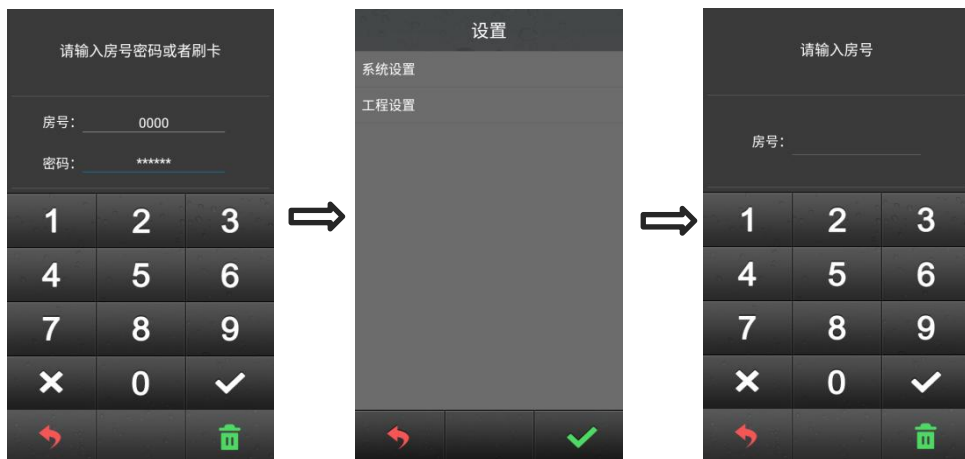 请输入房号密码或者刷卡
房号： 0000
密码： ******
1 2 3
4 5 6
7 8 9
0
设置
系统设置
工程设置
请输入房号
房号：
1 2 3
4 5 6
7 8 9
0